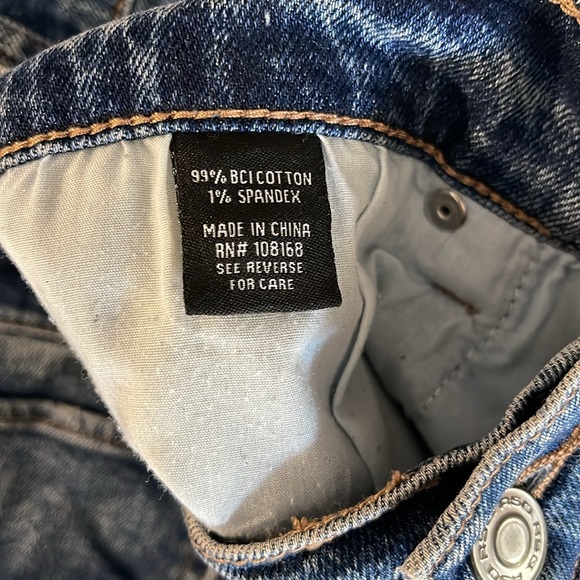 99% BCI COTTON
1% SPANDEX
MADE IN CHINA
RN# 108168
SEE REVERSE
FOR CARE